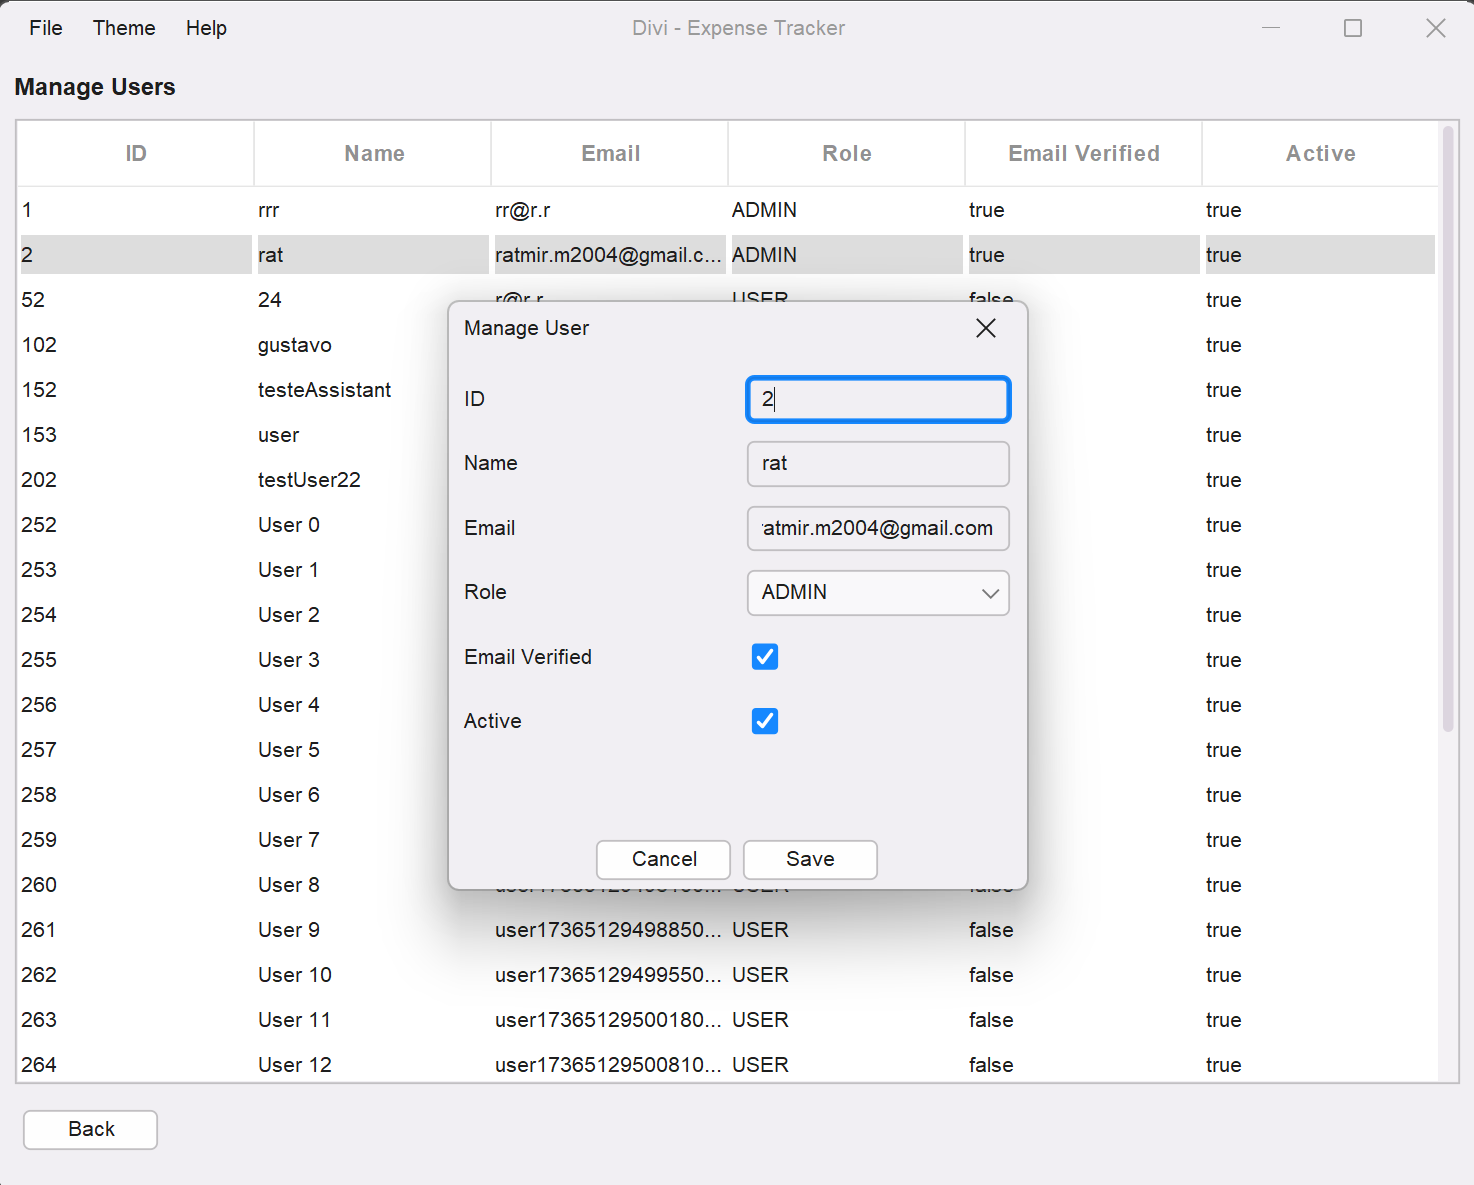 File Theme Help Divi - Expense Tracker
Manage Users
ID Name Email Role Email Verified Active
1 rrr rr@r.r ADMIN true true
2 rat ratmir.m2004@gmail.c... ADMIN true true
52 24 r@r.r USER false true
102 gustavo true
152 testeAssistant true
153 user true
202 testUser22 true
252 User 0 true
253 User 1 true
254 User 2 true
255 User 3 true
256 User 4 true
257 User 5 true
258 User 6 true
259 User 7 true
260 User 8 USER false true
261 User 9 user17365129498850... USER false true
262 User 10 user17365129499550... USER false true
263 User 11 user17365129500180... USER false true
264 User 12 user17365129500810... USER false true
Manage User
ID 2
Name rat
Email ratmir.m2004@gmail.com
Role ADMIN
Email Verified
Active
Cancel Save
Back